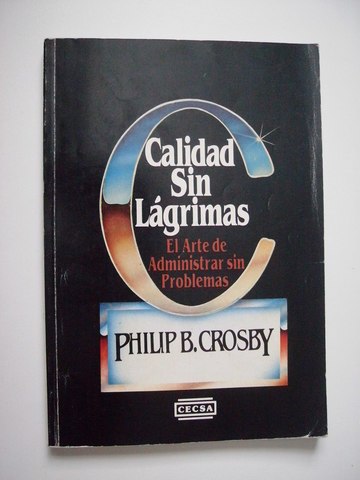 Calidad
Sin
Lágrimas
El Arte de
Administrar sin
Problemas
PHILIP B. CROSBY
CECSA